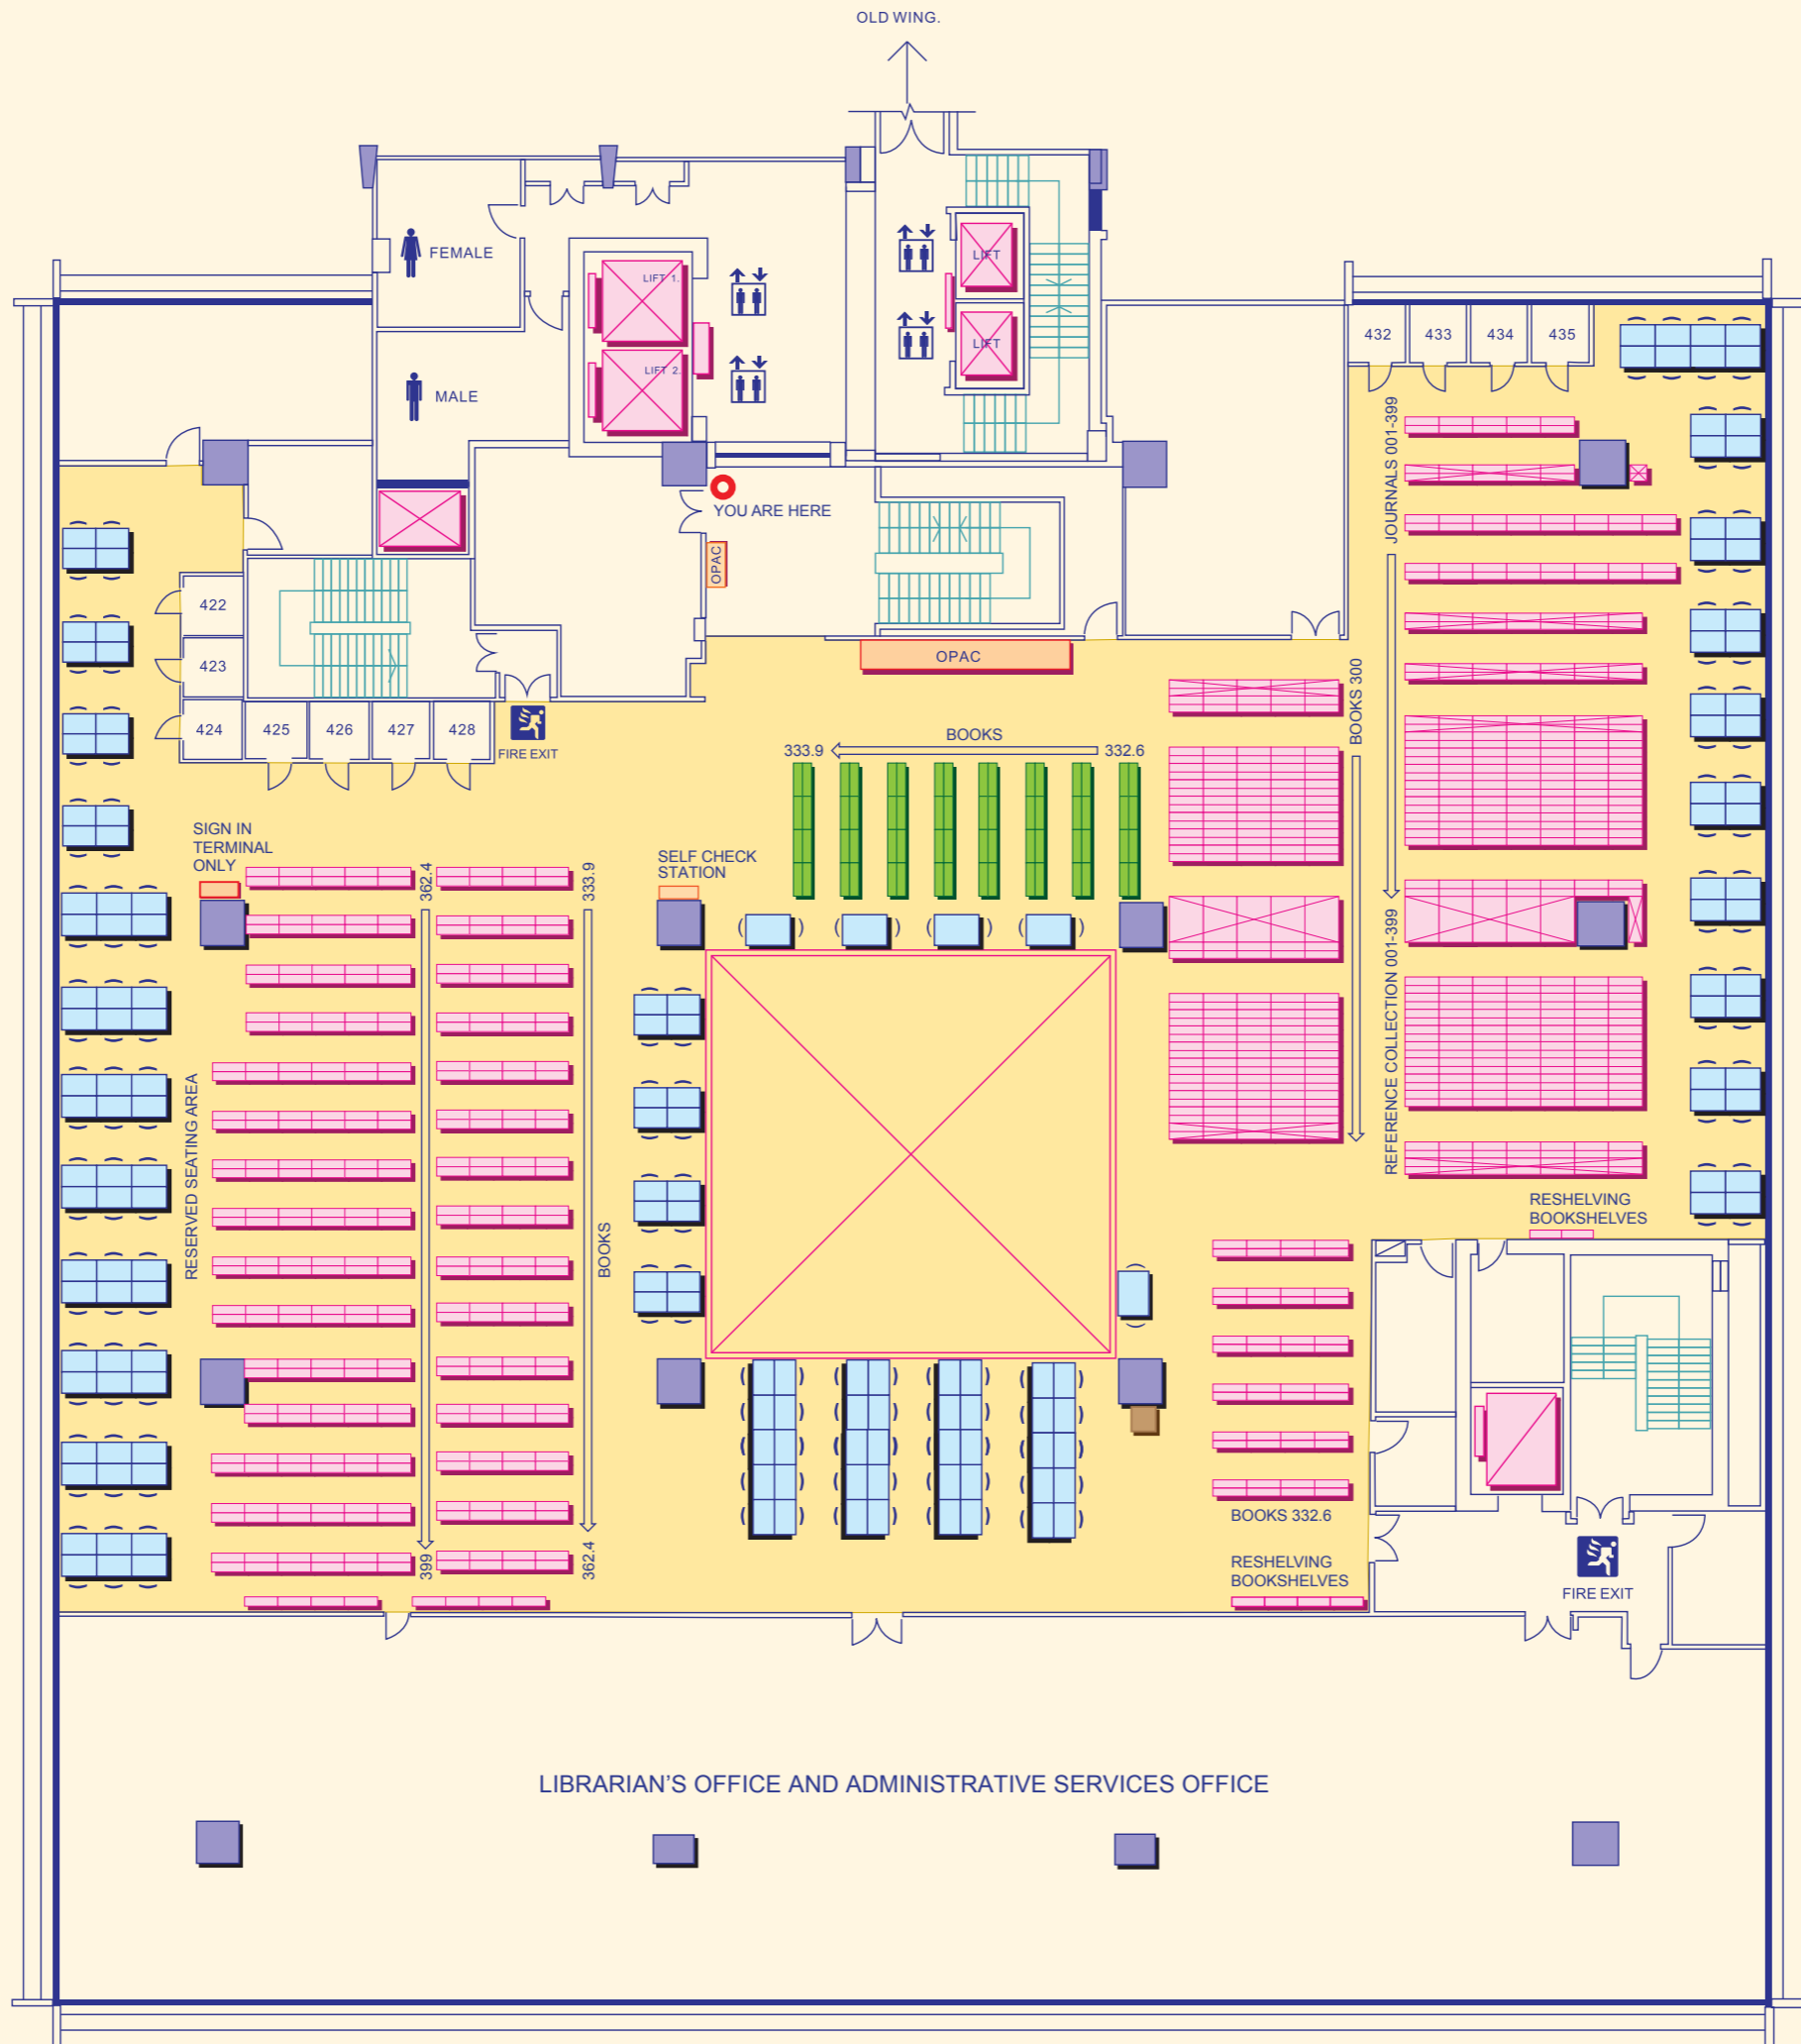 OLD WING.
FEMALE
LIFT 1.
LIFT
MALE
LIFT 2.
LIFT
432
433
434
435
YOU ARE HERE
OPAC
JOURNALS 001-399
422
423
424
425
426
427
428
FIRE EXIT
OPAC
BOOKS 300
BOOKS
333.9
332.6
SIGN IN
TERMINAL
ONLY
362.4
333.9
SELF CHECK
STATION
REFERENCE COLLECTION 001-399
RESERVED SEATING AREA
BOOKS
RESHELVING
BOOKSHELVES
399
362.4
BOOKS 332.6
RESHELVING
BOOKSHELVES
FIRE EXIT
LIBRARIAN'S OFFICE AND ADMINISTRATIVE SERVICES OFFICE